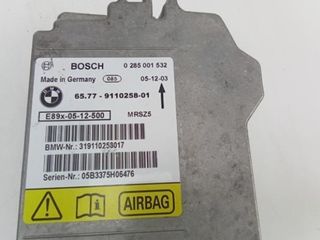 BOSCH 0 285 001 532
Made in Germany 085 05-12-03
65.77 - 9110258-01
E89x-05-12-500 MRSZ5
BMW-Nr.: 319110258017
Serien-Nr.: 05B3375H06476
AIRBAG